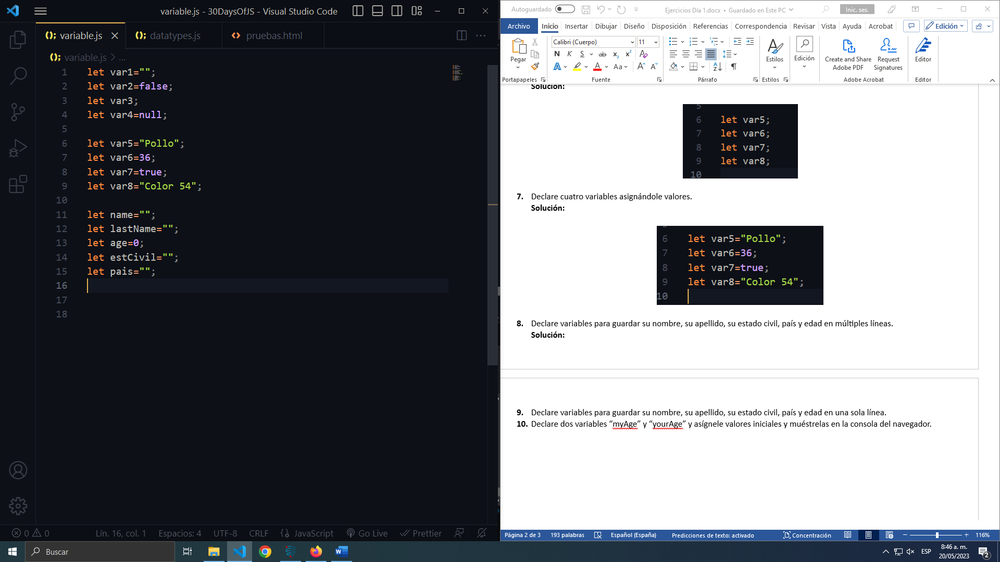 variable.js - 30DaysOfJS - Visual Studio Code
variable.js
datatypes.js
pruebas.html
variable.js > ...
1 let var1="";
2 let var2=false;
3 let var3;
4 let var4=null;
5
6 let var5="Pollo";
7 let var6=36;
8 let var7=true;
9 let var8="Color 54";
10
11 let name="";
12 let lastName="";
13 let age=0;
14 let estCivil="";
15 let pais="";
16
17
18
0 0 Lín. 16, col. 1 Espacios: 4 UTF-8 CRLF JavaScript Go Live Prettier
Autoguardado Ejercicios Día 1.docx • Guardado en Este PC Inic. ses.
Archivo Inicio Insertar Dibujar Diseño Disposición Referencias Correspondencia Revisar Vista Ayuda Acrobat Edición
Pegar
Calibri (Cuerpo) 11
N K S ab x₂ x² A
A A Aa A A
Estilos
Edición
Create and Share Adobe PDF
Request Signatures
Editor
Portapapeles Fuente Párrafo Estilos Adobe Acrobat Editor
Solución:
5
6 let var5;
7 let var6;
8 let var7;
9 let var8;
10
7. Declare cuatro variables asignándole valores.
Solución:
6 let var5="Pollo";
7 let var6=36;
8 let var7=true;
9 let var8="Color 54";
10
8. Declare variables para guardar su nombre, su apellido, su estado civil, país y edad en múltiples líneas.
Solución:
9. Declare variables para guardar su nombre, su apellido, su estado civil, país y edad en una sola línea.
10. Declare dos variables “myAge” y “yourAge” y asígnele valores iniciales y muéstrelas en la consola del navegador.
Página 2 de 3 193 palabras Español (España) Predicciones de texto: activado Concentración 116%
Buscar
ESP
8:46 a. m.
20/05/2023
2